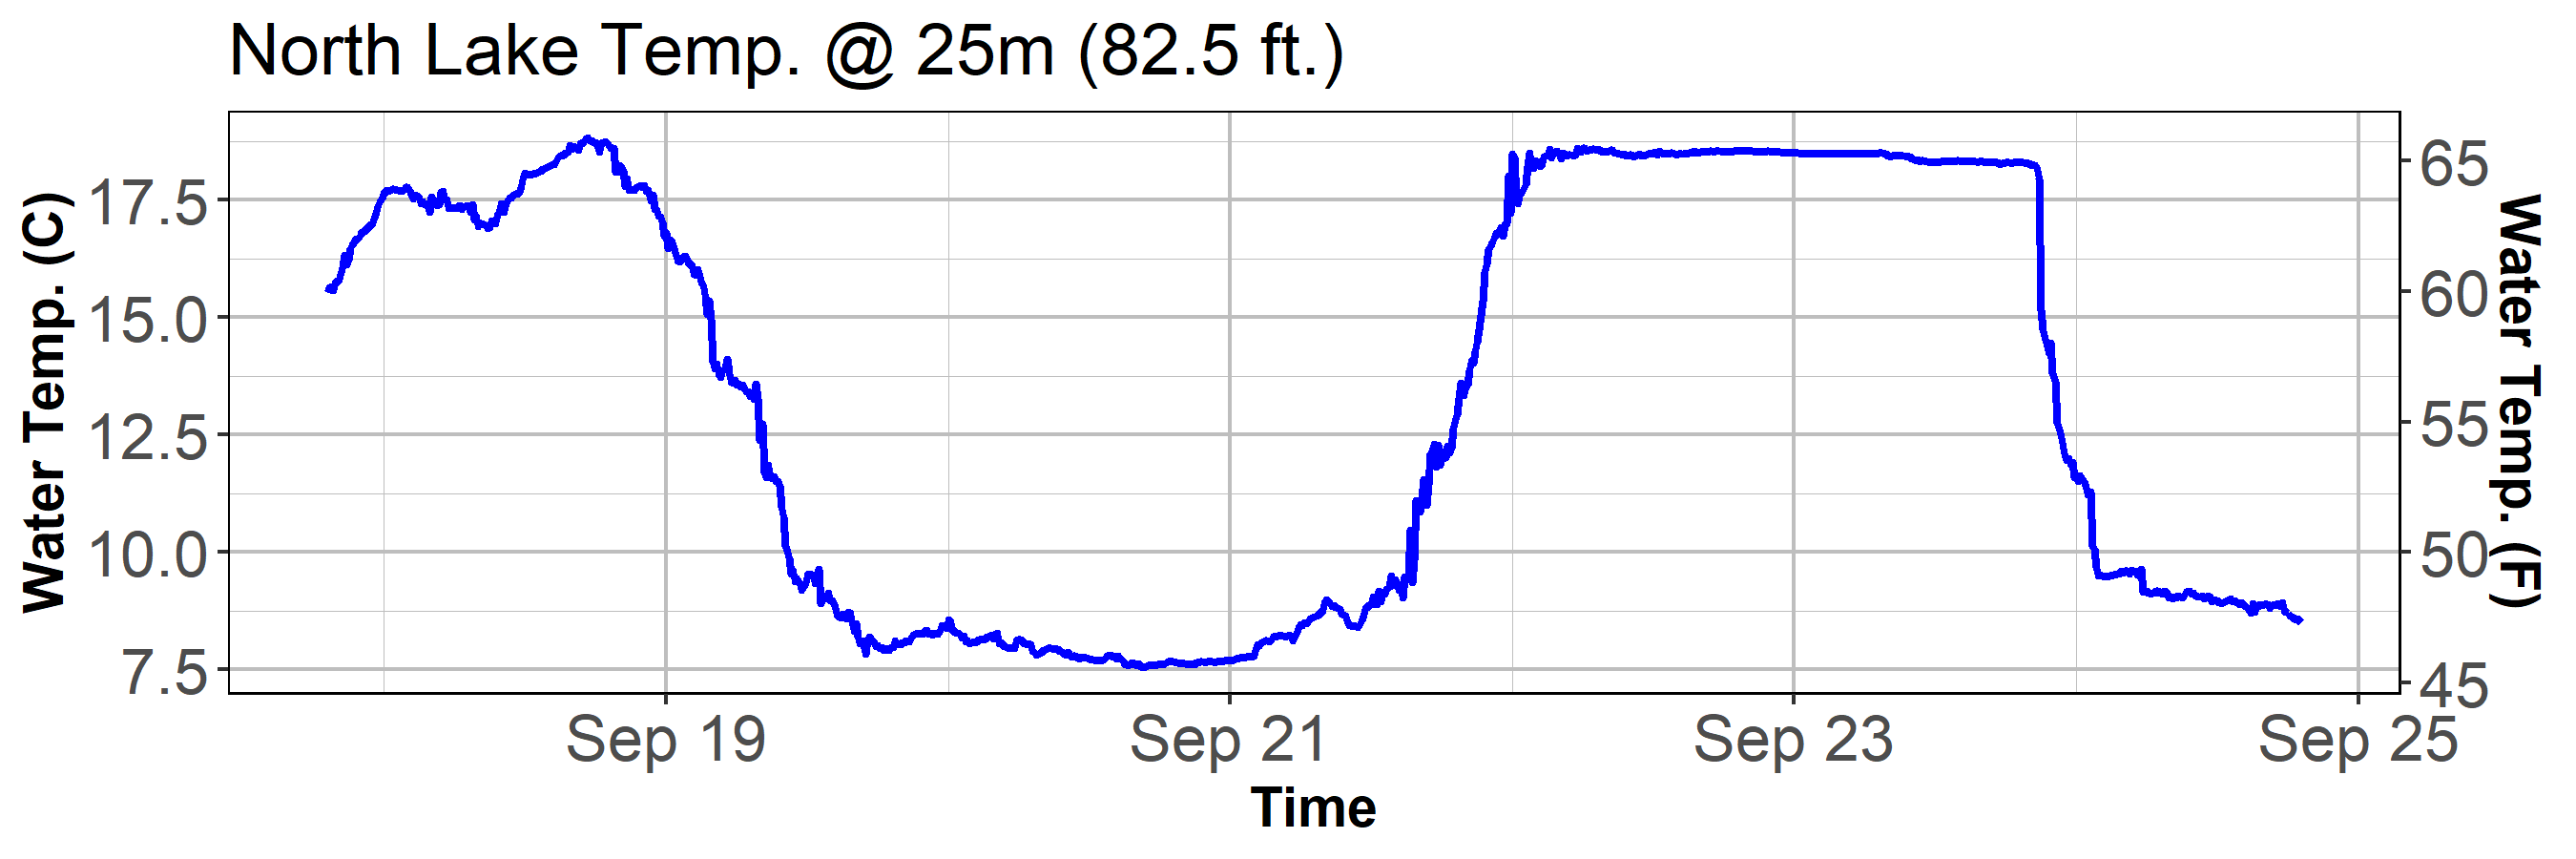 North Lake Temp. @ 25m (82.5 ft.)
Water Temp. (C)
17.5
15.0
12.5
10.0
7.5
65
60
55
50
45
Water Temp. (F)
Sep 19
Sep 21
Sep 23
Sep 25
Time